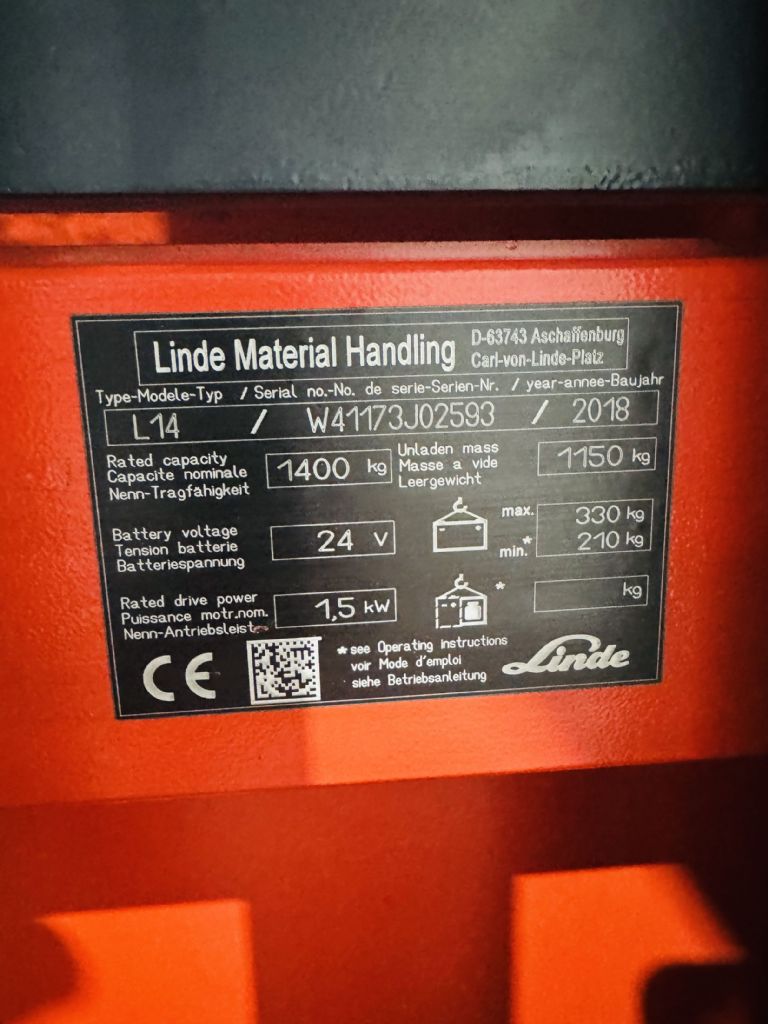 Linde Material Handling
D-63743 Aschaffenburg
Carl-von-Linde-Platz
Type-Modele-Typ / Serial no.-No. de serie-Serien-Nr. / year-annee-Baujahr
L14 / W41173J02593 / 2018
Rated capacity
Capacite nominale
Nenn-Tragfähigkeit
1400 kg
Unladen mass
Masse a vide
Leergewicht
1150 kg
Battery voltage
Tension batterie
Batteriespannung
24 V
max. 330 kg
min.* 210 kg
Rated drive power
Puissance motr.nom.
Nenn-Antriebsleist.
1,5 kW
* kg
CE
*see Operating instructions
voir Mode d'emploi
siehe Betriebsanleitung
Linde